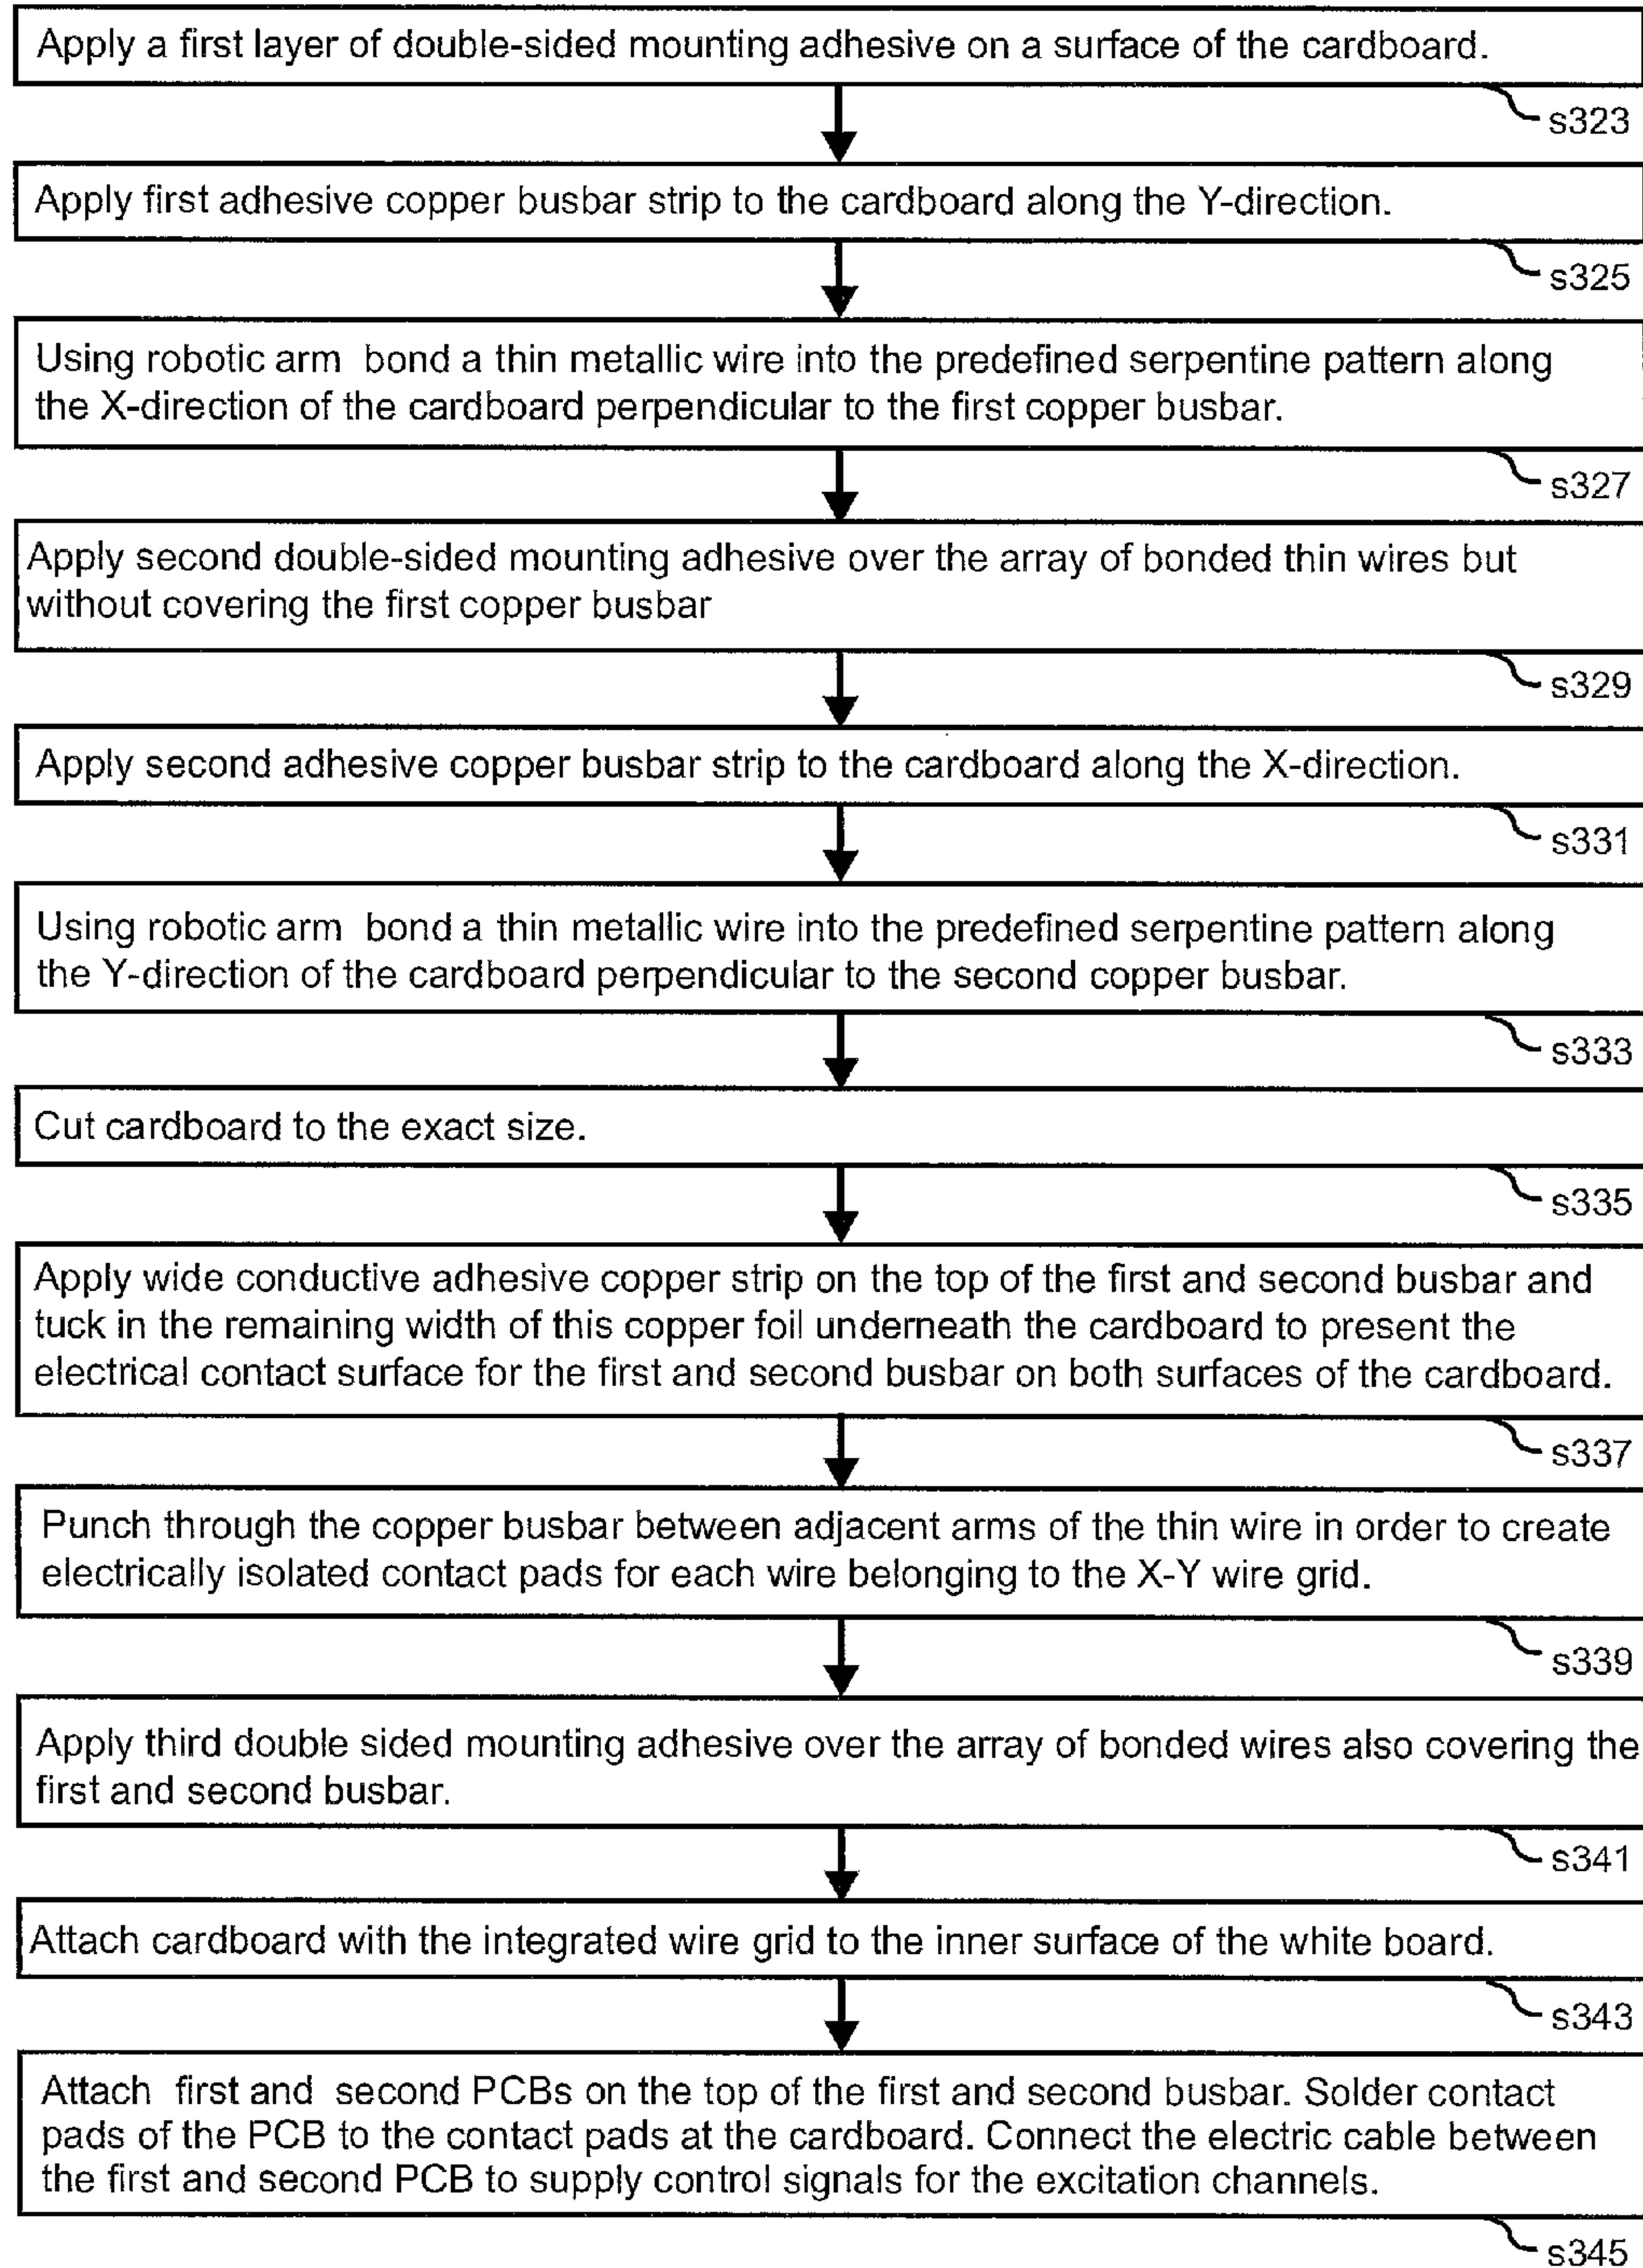 Apply a first layer of double-sided mounting adhesive on a surface of the cardboard.
s323
Apply first adhesive copper busbar strip to the cardboard along the Y-direction.
s325
Using robotic arm bond a thin metallic wire into the predefined serpentine pattern along
the X-direction of the cardboard perpendicular to the first copper busbar.
s327
Apply second double-sided mounting adhesive over the array of bonded thin wires but
without covering the first copper busbar
s329
Apply second adhesive copper busbar strip to the cardboard along the X-direction.
s331
Using robotic arm bond a thin metallic wire into the predefined serpentine pattern along
the Y-direction of the cardboard perpendicular to the second copper busbar.
s333
Cut cardboard to the exact size.
s335
Apply wide conductive adhesive copper strip on the top of the first and second busbar and
tuck in the remaining width of this copper foil underneath the cardboard to present the
electrical contact surface for the first and second busbar on both surfaces of the cardboard.
s337
Punch through the copper busbar between adjacent arms of the thin wire in order to create
electrically isolated contact pads for each wire belonging to the X-Y wire grid.
s339
Apply third double sided mounting adhesive over the array of bonded wires also covering the
first and second busbar.
s341
Attach cardboard with the integrated wire grid to the inner surface of the white board.
s343
Attach first and second PCBs on the top of the first and second busbar. Solder contact
pads of the PCB to the contact pads at the cardboard. Connect the electric cable between
the first and second PCB to supply control signals for the excitation channels.
s345